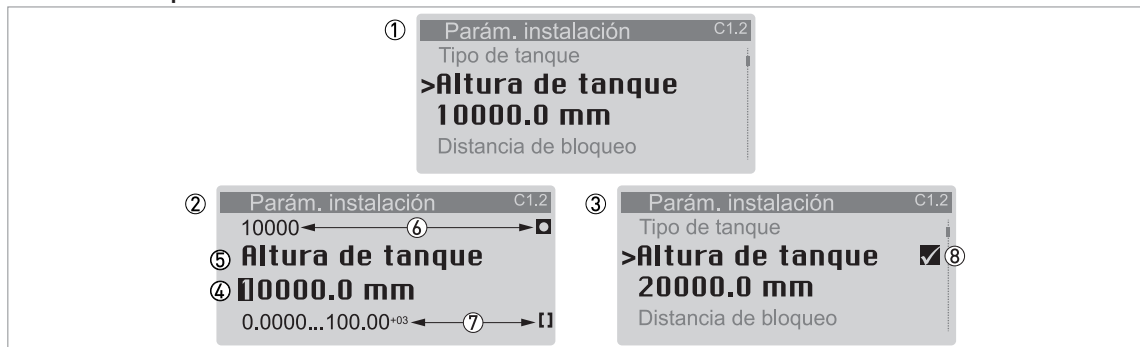 ① Parám. instalación C1.2
Tipo de tanque
>Altura de tanque
10000.0 mm
Distancia de bloqueo
② Parám. instalación C1.2
10000 ⑥
⑤ Altura de tanque
④ 10000.0 mm
0.0000...100.00+03 ⑦ []
③ Parám. instalación C1.2
Tipo de tanque
>Altura de tanque ⑧
20000.0 mm
Distancia de bloqueo